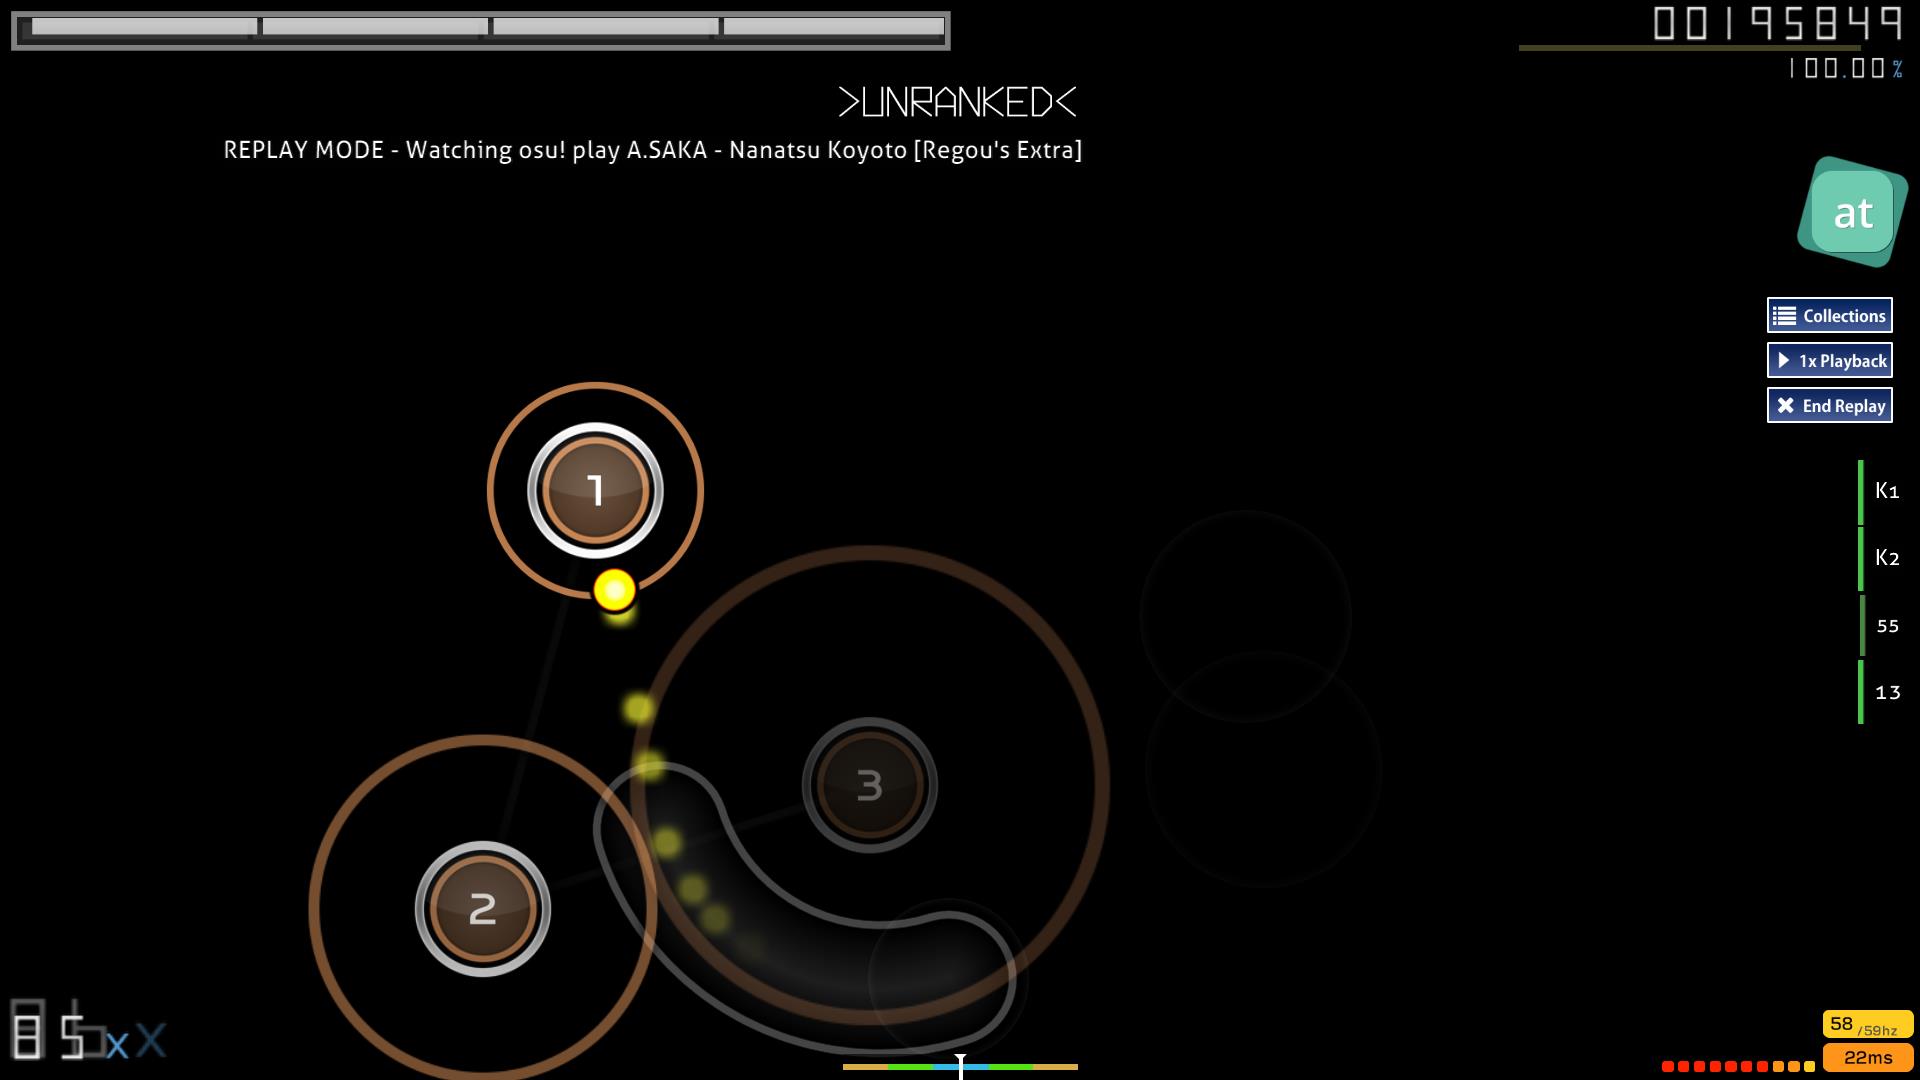 00195849
100.00%
>UNRANKED<
REPLAY MODE - Watching osu! play A.SAKA - Nanatsu Koyoto [Regou's Extra]
at
Collections
1x Playback
End Replay
K1
K2
55
13
1
2
3
85x
58 /59hz
22ms